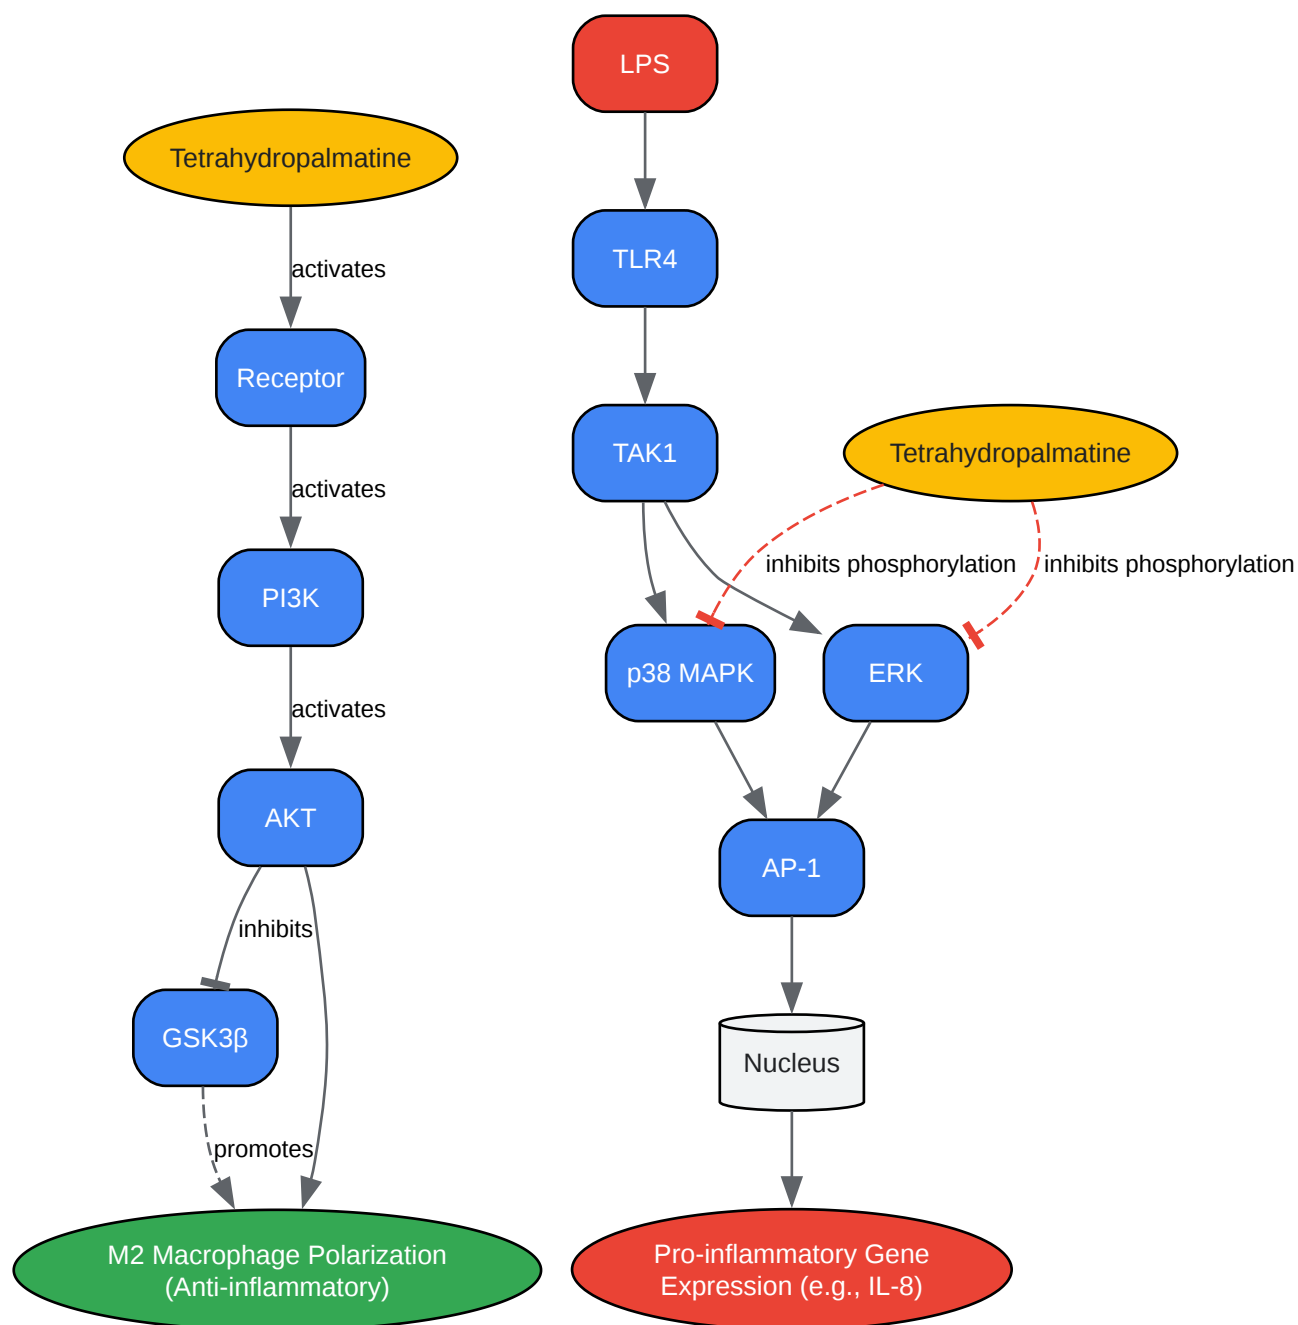 LPS
Tetrahydropalmatine
TLR4
activates
Receptor
TAK1
Tetrahydropalmatine
activates
inhibits phosphorylation
inhibits phosphorylation
PI3K
p38 MAPK
ERK
activates
AKT
AP-1
inhibits
GSK3β
Nucleus
promotes
M2 Macrophage Polarization
(Anti-inflammatory)
Pro-inflammatory Gene
Expression (e.g., IL-8)